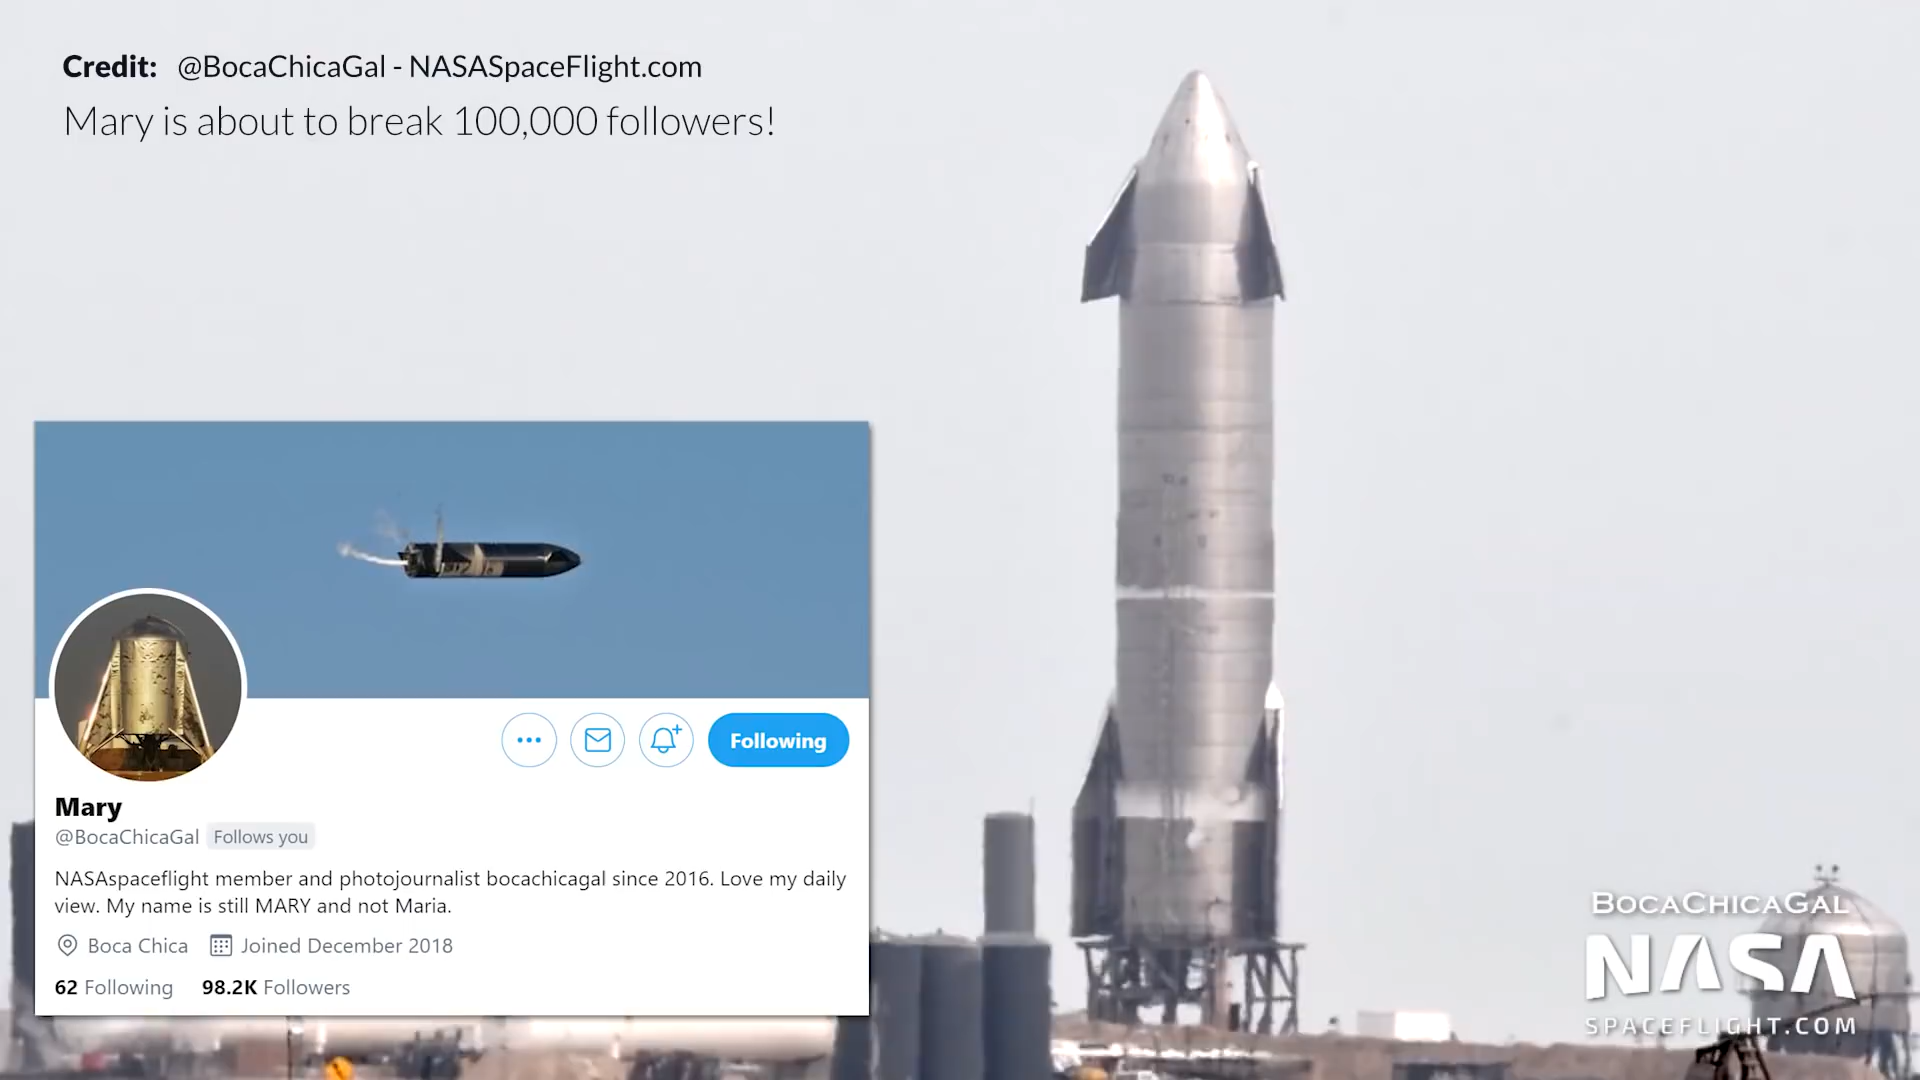 Credit: @BocaChicaGal - NASASpaceFlight.com
Mary is about to break 100,000 followers!
Following
Mary
@BocaChicaGal Follows you
NASAspaceflight member and photojournalist bocachicagal since 2016. Love my daily
view. My name is still MARY and not Maria.
Boca Chica Joined December 2018
62 Following 98.2K Followers
BOCACHICAGAL
NASA
SPACEFLIGHT.COM